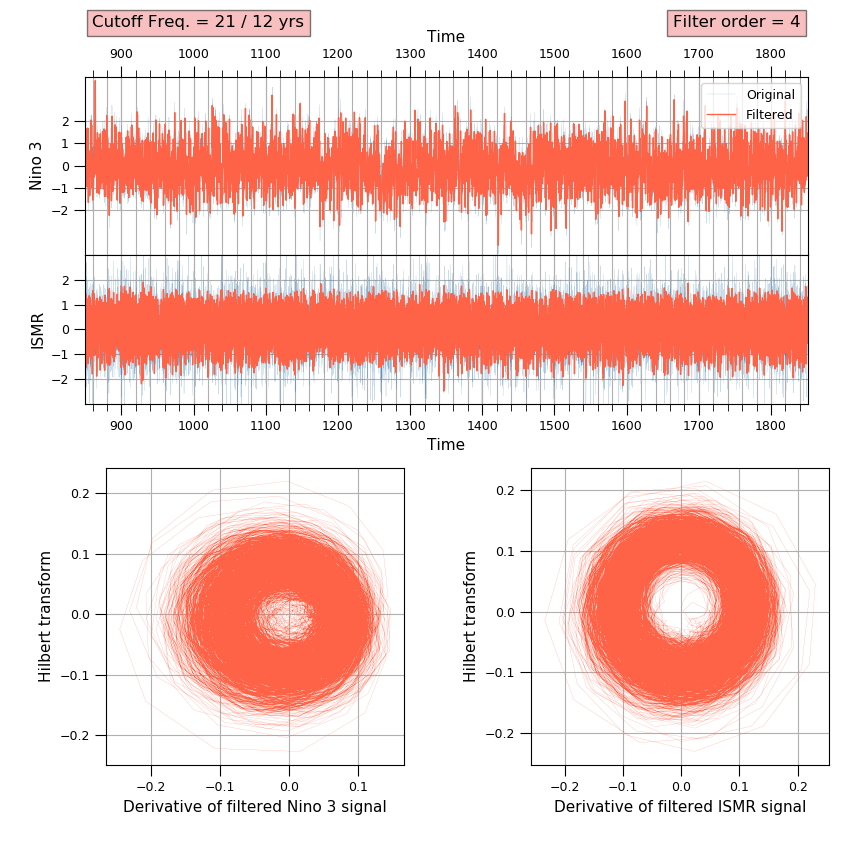 Cutoff Freq. = 21 / 12 yrs
Filter order = 4
Time
900 1000 1100 1200 1300 1400 1500 1600 1700 1800
Original
Filtered
Nino 3
2
1
0
−1
−2
ISMR
2
1
0
−1
−2
900 1000 1100 1200 1300 1400 1500 1600 1700 1800
Time
Hilbert transform
0.2
0.1
0.0
−0.1
−0.2
−0.2 −0.1 0.0 0.1
Derivative of filtered Nino 3 signal
Hilbert transform
0.2
0.1
0.0
−0.1
−0.2
−0.2 −0.1 0.0 0.1 0.2
Derivative of filtered ISMR signal